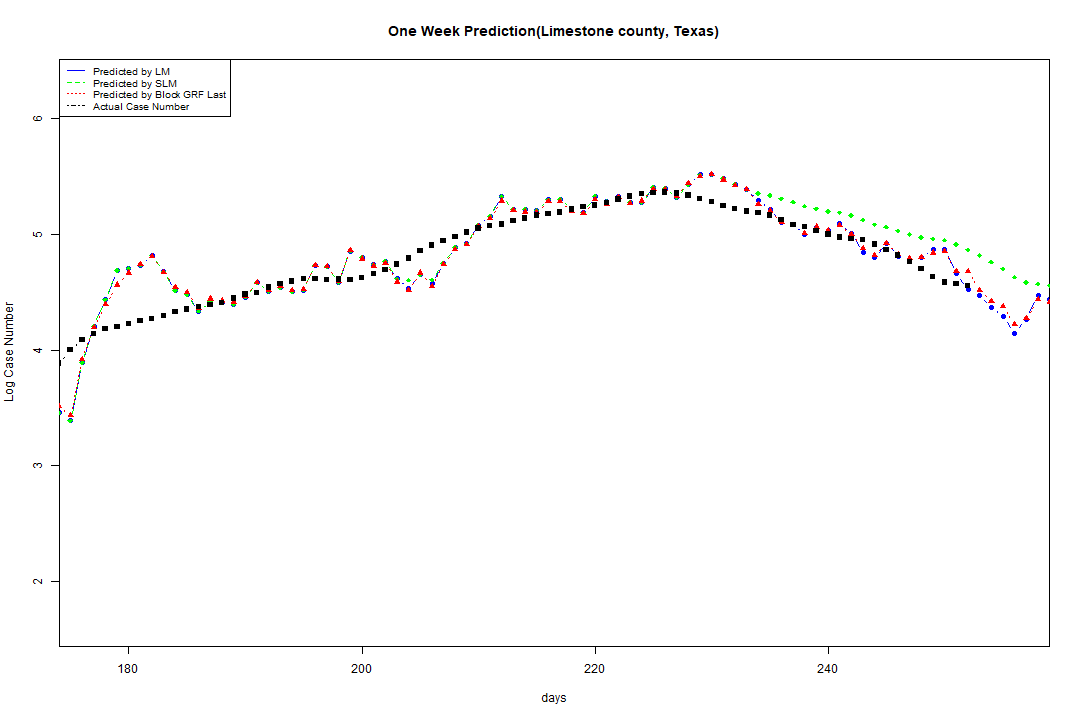 One Week Prediction(Limestone county, Texas)
Predicted by LM
Predicted by SLM
Predicted by Block GRF Last
Actual Case Number
6
5
4
3
2
Log Case Number
180 200 220 240
days